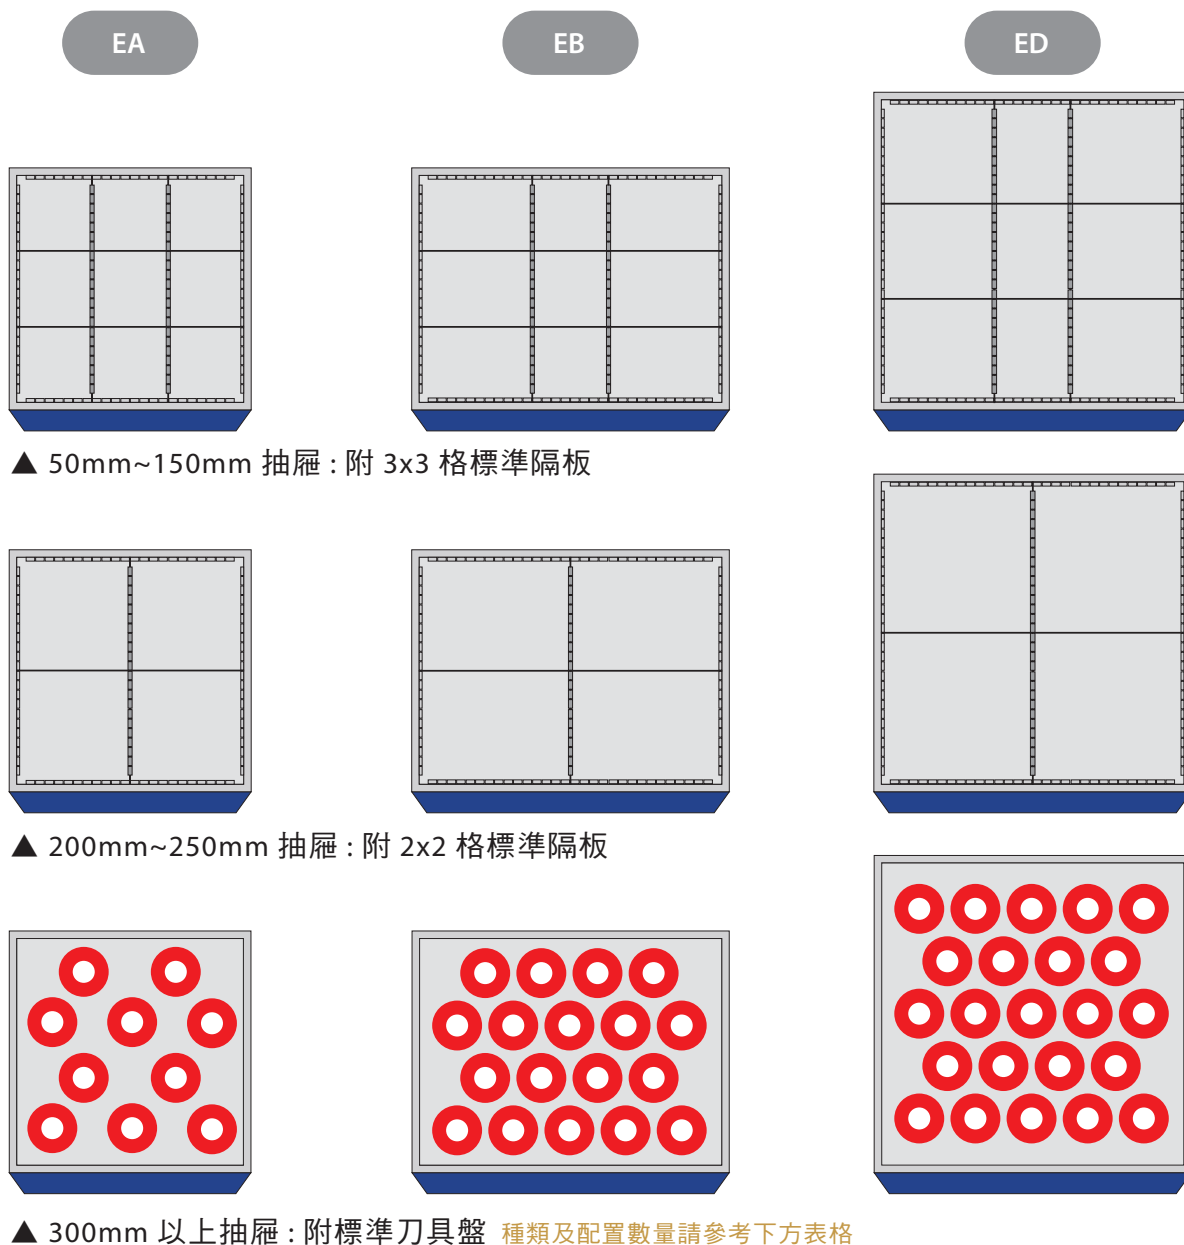 EA EB ED
▲ 50mm~150mm 抽屜 : 附 3x3 格標準隔板
▲ 200mm~250mm 抽屜 : 附 2x2 格標準隔板
▲ 300mm 以上抽屜 : 附標準刀具盤 種類及配置數量請參考下方表格